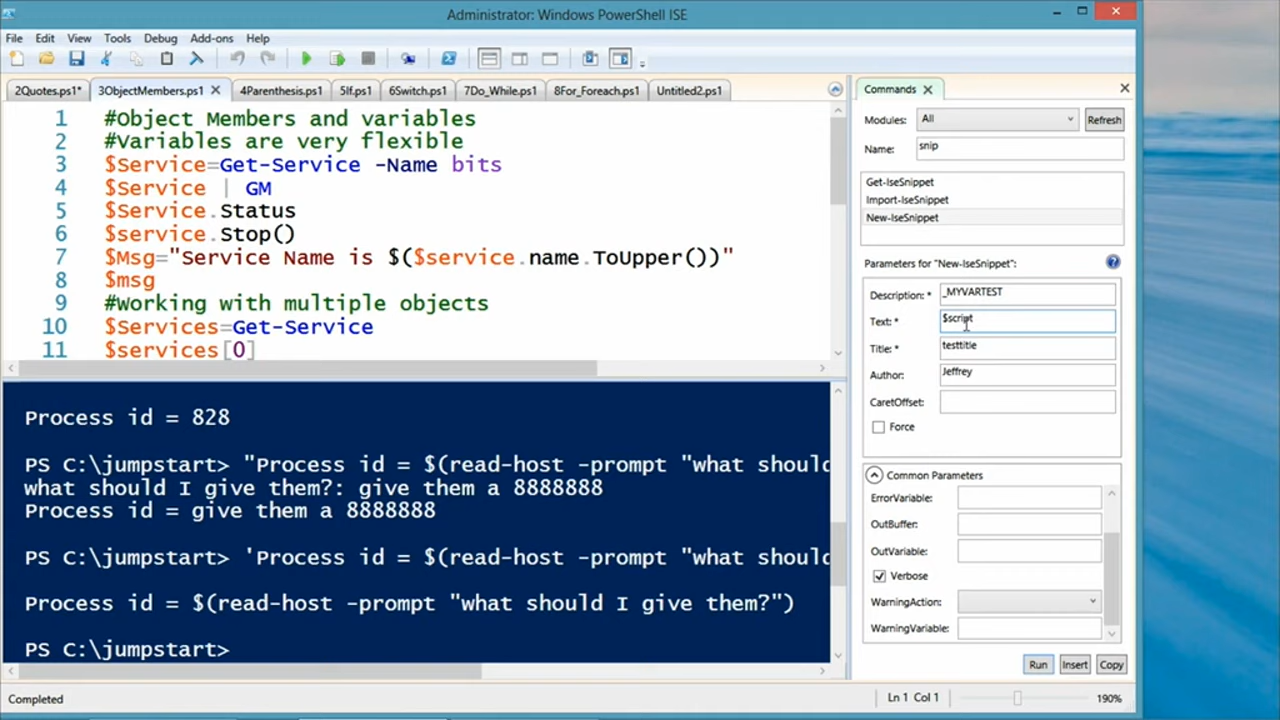 Administrator: Windows PowerShell ISE
File Edit View Tools Debug Add-ons Help
2Quotes.ps1* 3ObjectMembers.ps1 4Parenthesis.ps1 5If.ps1 6Switch.ps1 7Do_While.ps1 8For_Foreach.ps1 Untitled2.ps1
1 #Object Members and variables
2 #Variables are very flexible
3 $Service=Get-Service -Name bits
4 $Service | GM
5 $Service.Status
6 $service.Stop()
7 $Msg="Service Name is $($service.name.ToUpper())"
8 $msg
9 #Working with multiple objects
10 $Services=Get-Service
11 $services[0]
Process id = 828
PS C:\jumpstart> "Process id = $(read-host -prompt "what should
what should I give them?: give them a 8888888
Process id = give them a 8888888
PS C:\jumpstart> 'Process id = $(read-host -prompt "what should
Process id = $(read-host -prompt "what should I give them?")
PS C:\jumpstart>
Completed
Ln 1 Col 1
190%
Commands
Modules: All Refresh
Name: snip
Get-IseSnippet
Import-IseSnippet
New-IseSnippet
Parameters for "New-IseSnippet":
Description: * _MYVARTEST
Text: * $script
Title: * testtitle
Author: Jeffrey
CaretOffset:
Force
Common Parameters
ErrorVariable:
OutBuffer:
OutVariable:
Verbose
WarningAction:
WarningVariable:
Run Insert Copy